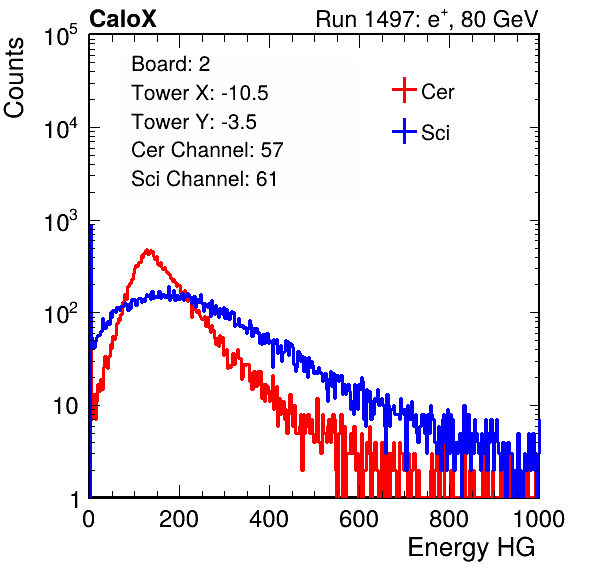 CaloX Run 1497: e⁺, 80 GeV
Counts
Board: 2
Tower X: -10.5
Tower Y: -3.5
Cer Channel: 57
Sci Channel: 61
Cer
Sci
10⁵
10⁴
10³
10²
10
1
0 200 400 600 800 1000
Energy HG